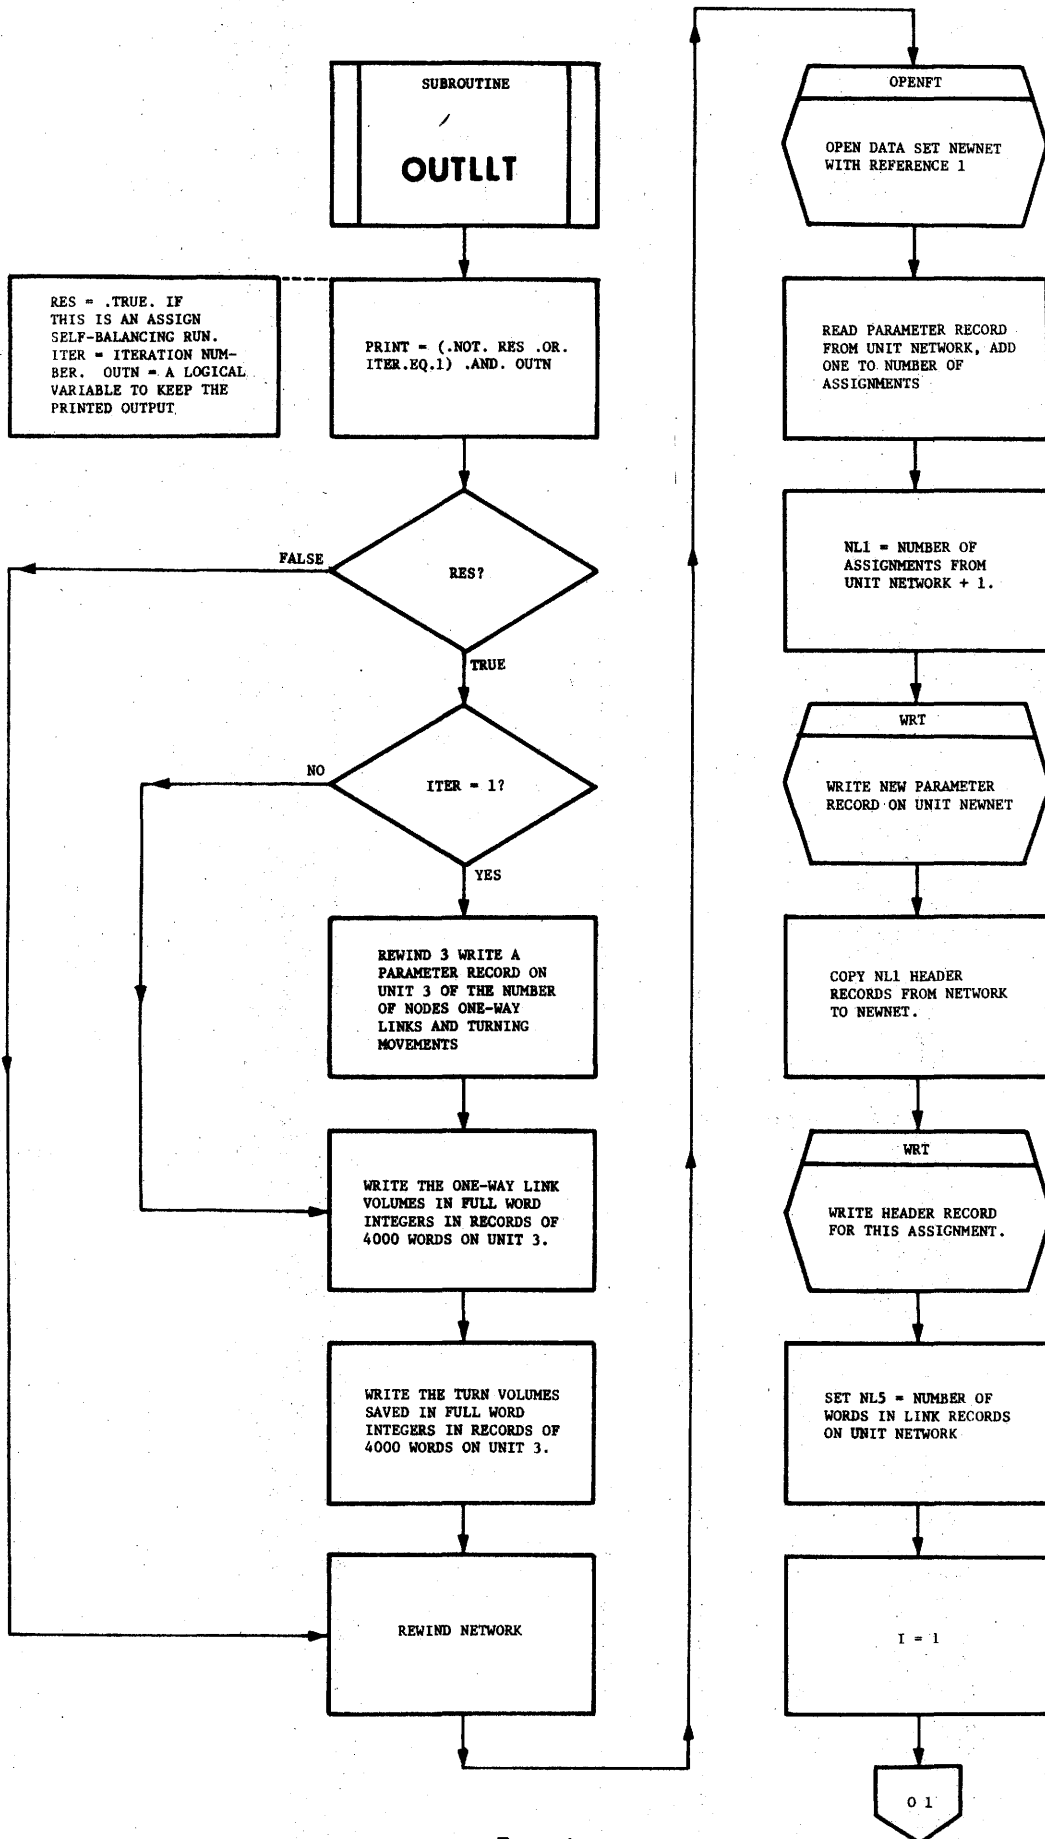 SUBROUTINE
OUTLLT
RES = .TRUE. IF
THIS IS AN ASSIGN
SELF-BALANCING RUN.
ITER = ITERATION NUM-
BER. OUTN = A LOGICAL
VARIABLE TO KEEP THE
PRINTED OUTPUT
PRINT = (.NOT. RES .OR.
ITER.EQ.1) .AND. OUTN
FALSE
RES?
TRUE
NO
ITER = 1?
YES
REWIND 3 WRITE A
PARAMETER RECORD ON
UNIT 3 OF THE NUMBER
OF NODES ONE-WAY
LINKS AND TURNING
MOVEMENTS
WRITE THE ONE-WAY LINK
VOLUMES IN FULL WORD
INTEGERS IN RECORDS OF
4000 WORDS ON UNIT 3.
WRITE THE TURN VOLUMES
SAVED IN FULL WORD
INTEGERS IN RECORDS OF
4000 WORDS ON UNIT 3.
REWIND NETWORK
OPENFT
OPEN DATA SET NEWNET
WITH REFERENCE 1
READ PARAMETER RECORD
FROM UNIT NETWORK, ADD
ONE TO NUMBER OF
ASSIGNMENTS
NL1 = NUMBER OF
ASSIGNMENTS FROM
UNIT NETWORK + 1.
WRT
WRITE NEW PARAMETER
RECORD ON UNIT NEWNET
COPY NL1 HEADER
RECORDS FROM NETWORK
TO NEWNET.
WRT
WRITE HEADER RECORD
FOR THIS ASSIGNMENT.
SET NL5 = NUMBER OF
WORDS IN LINK RECORDS
ON UNIT NETWORK
I = 1
0 1